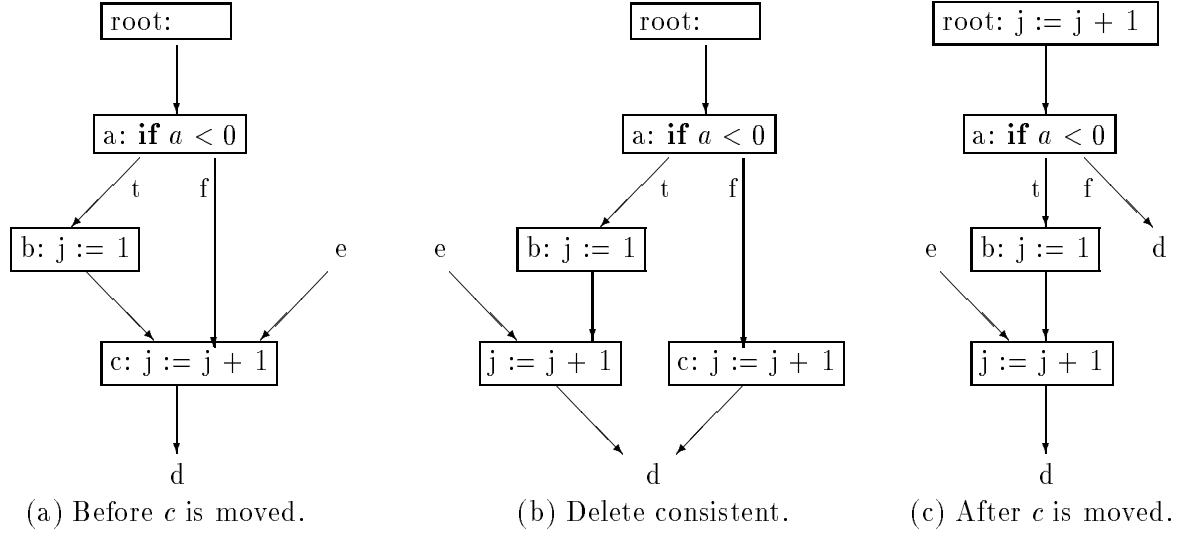 root:
a: if a < 0
t
f
b: j := 1
e
c: j := j + 1
d
(a) Before c is moved.
root:
a: if a < 0
t
f
e
b: j := 1
j := j + 1
c: j := j + 1
d
(b) Delete consistent.
root: j := j + 1
a: if a < 0
t
f
e
b: j := 1
d
j := j + 1
d
(c) After c is moved.